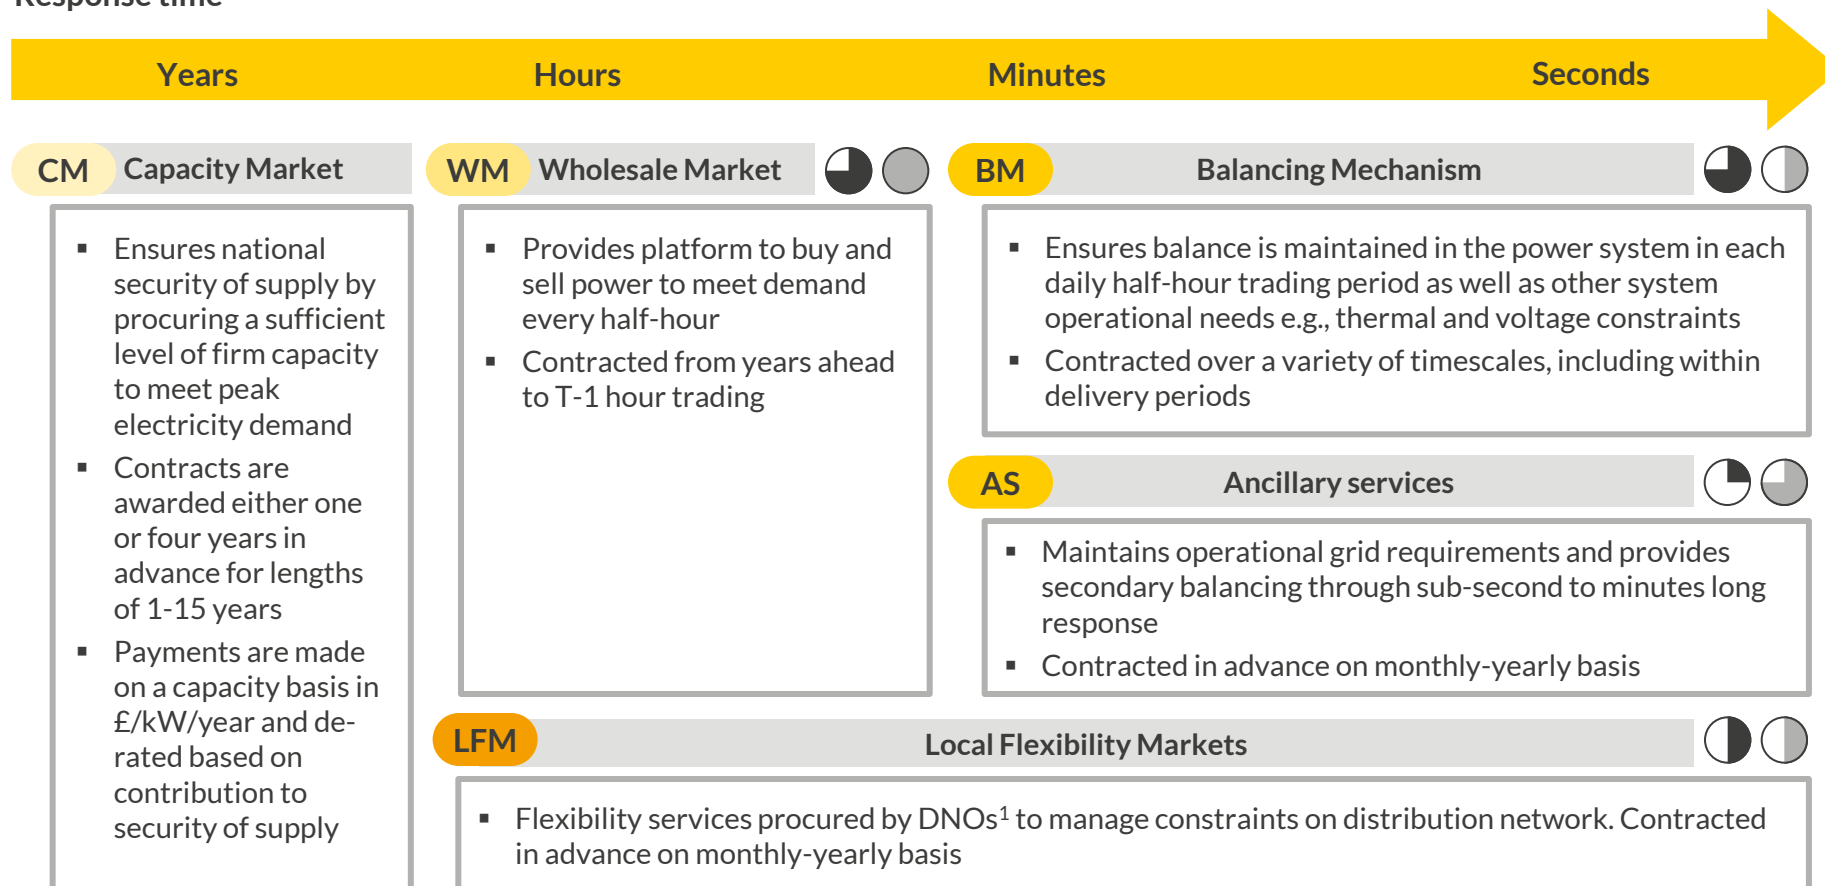 Response time
Years
Hours
Minutes
Seconds
CM
Capacity Market
▪ Ensures national
security of supply by
procuring a sufficient
level of firm capacity
to meet peak
electricity demand
▪ Contracts are
awarded either one
or four years in
advance for lengths
of 1-15 years
▪ Payments are made
on a capacity basis in
£/kW/year and de-
rated based on
contribution to
security of supply
WM
Wholesale Market
▪ Provides platform to buy and
sell power to meet demand
every half-hour
▪ Contracted from years ahead
to T-1 hour trading
BM
Balancing Mechanism
▪ Ensures balance is maintained in the power system in each
daily half-hour trading period as well as other system
operational needs e.g., thermal and voltage constraints
▪ Contracted over a variety of timescales, including within
delivery periods
AS
Ancillary services
▪ Maintains operational grid requirements and provides
secondary balancing through sub-second to minutes long
response
▪ Contracted in advance on monthly-yearly basis
LFM
Local Flexibility Markets
▪ Flexibility services procured by DNOs¹ to manage constraints on distribution network. Contracted
in advance on monthly-yearly basis